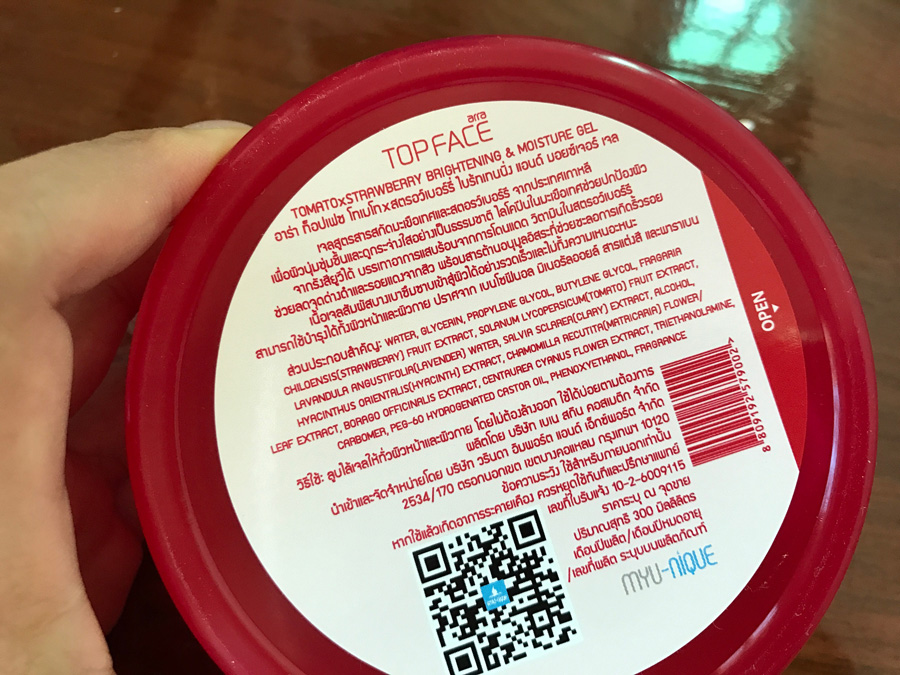 arra
TOPFACE
TOMATOxSTRAWBERRY BRIGHTENING & MOISTURE GEL
อาร่า ท็อปเฟซ โทเมโทxสตรอว์เบอร์รี่ ไบร์ทเทนนิ่ง แอนด์ มอยซ์เจอร์ เจล
เจลสูตรสารสกัดมะเขือเทศและสตรอว์เบอร์รี่ จากประเทศเกาหลี
เพื่อผิวนุ่มชุ่มชื้นและดูกระจ่างใสอย่างเป็นธรรมชาติ ไลโคปีนในมะเขือเทศช่วยปกป้องผิว
จากรังสียูวีได้ บรรเทาอาการแสบร้อนจากการโดนแดด วิตามินในสตรอว์เบอร์รี่
ช่วยลดจุดด่างดำและรอยแดงจากสิว พร้อมสารต้านอนุมูลอิสระที่ช่วยชะลอการเกิดริ้วรอย
เนื้อเจลสัมผัสบางเบาซึมซาบเข้าสู่ผิวได้อย่างรวดเร็วและไม่ทิ้งความเหนอะหนะ
สามารถใช้บำรุงได้ทั้งผิวหน้าและผิวกาย ปราศจาก เบนโซฟีนอล มิเนอรัลออยล์ สารแต่งสี และพาราเบน
ส่วนประกอบสำคัญ: WATER, GLYCERIN, PROPYLENE GLYCOL, BUTYLENE GLYCOL, FRAGARIA
CHILOENSIS(STRAWBERRY) FRUIT EXTRACT, SOLANUM LYCOPERSICUM(TOMATO) FRUIT EXTRACT,
LAVANDULA ANGUSTIFOLIA(LAVENDER) WATER, SALVIA SCLAREA(CLARY) EXTRACT, ALCOHOL,
HYACINTHUS ORIENTALIS(HYACINTH) EXTRACT, CHAMOMILLA RECUTITA(MATRICARIA) FLOWER/
LEAF EXTRACT, BORAGO OFFICINALIS EXTRACT, CENTAUREA CYANUS FLOWER EXTRACT, TRIETHANOLAMINE,
CARBOMER, PEG-60 HYDROGENATED CASTOR OIL, PHENOXYETHANOL, FRAGRANCE
วิธีใช้: ลูบไล้เจลให้ทั่วผิวหน้าและผิวกาย โดยไม่ต้องล้างออก ใช้ได้บ่อยตามต้องการ
ผลิตโดย บริษัท เบเน สกิน คอสเมติก จำกัด
นำเข้าและจัดจำหน่ายโดย บริษัท วรินดา อิมพอร์ต แอนด์ เอ็กซ์พอร์ต จำกัด
2534/170 ตรอกนอกเขต เขตบางคอแหลม กรุงเทพฯ 10120
ข้อความระวัง ใช้สำหรับภายนอกเท่านั้น
หากใช้แล้วเกิดอาการระคายเคือง ควรหยุดใช้ทันทีและปรึกษาแพทย์
เลขที่ใบรับแจ้ง 10-2-6009115
ราคาระบุ ณ จุดขาย
ปริมาณสุทธิ 300 มิลลิลิตร
เดือนปีผลิต/เดือนปีหมดอายุ
/เลขที่ผลิต ระบุบนผลิตภัณฑ์
MYU-NiQUE
OPEN
8 859192 579002